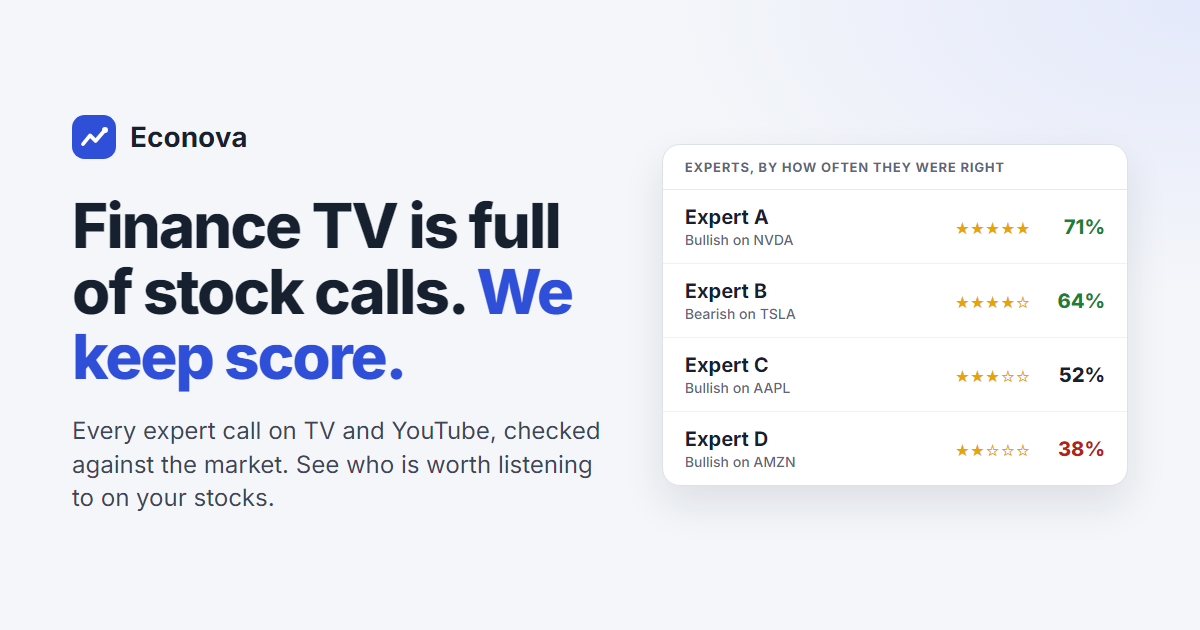 Econova
Finance TV is full
of stock calls. We
keep score.
Every expert call on TV and YouTube, checked
against the market. See who is worth listening
to on your stocks.
EXPERTS, BY HOW OFTEN THEY WERE RIGHT
Expert A
Bullish on NVDA
★★★★★ 71%
Expert B
Bearish on TSLA
★★★★☆ 64%
Expert C
Bullish on AAPL
★★★☆☆ 52%
Expert D
Bullish on AMZN
★★☆☆☆ 38%